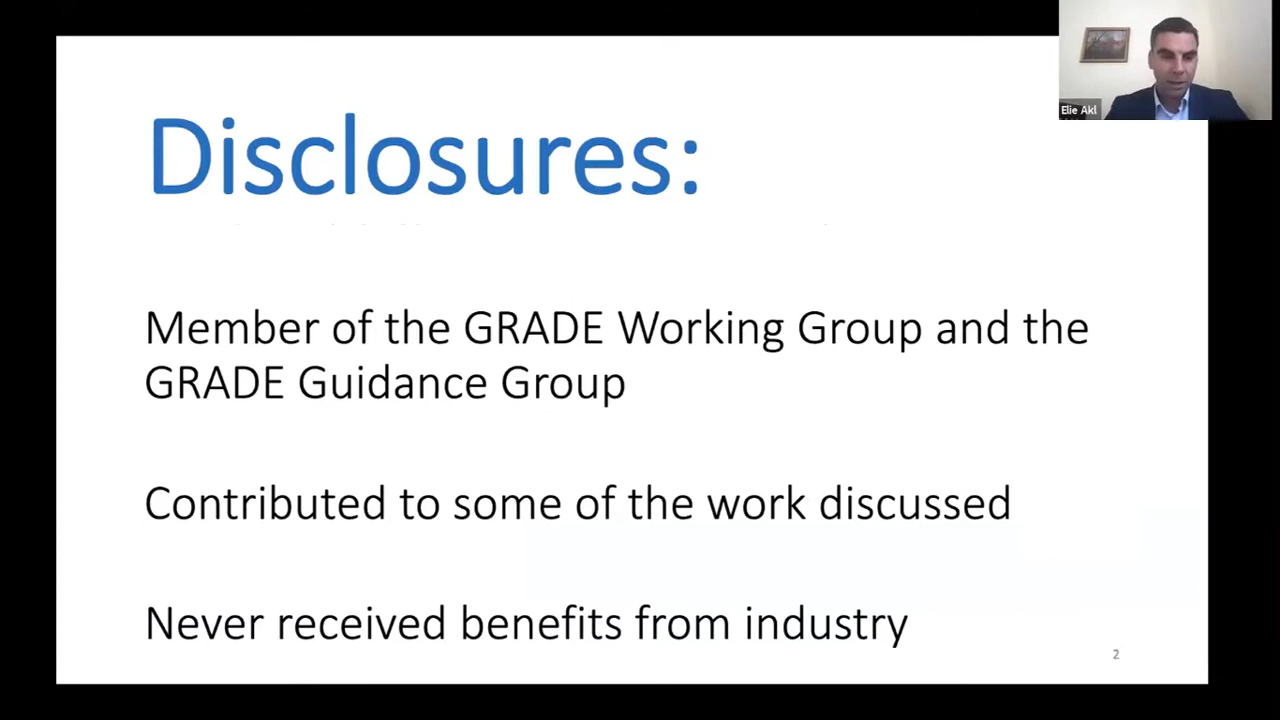 Elie Akl
Disclosures:
Member of the GRADE Working Group and the
GRADE Guidance Group
Contributed to some of the work discussed
Never received benefits from industry
2